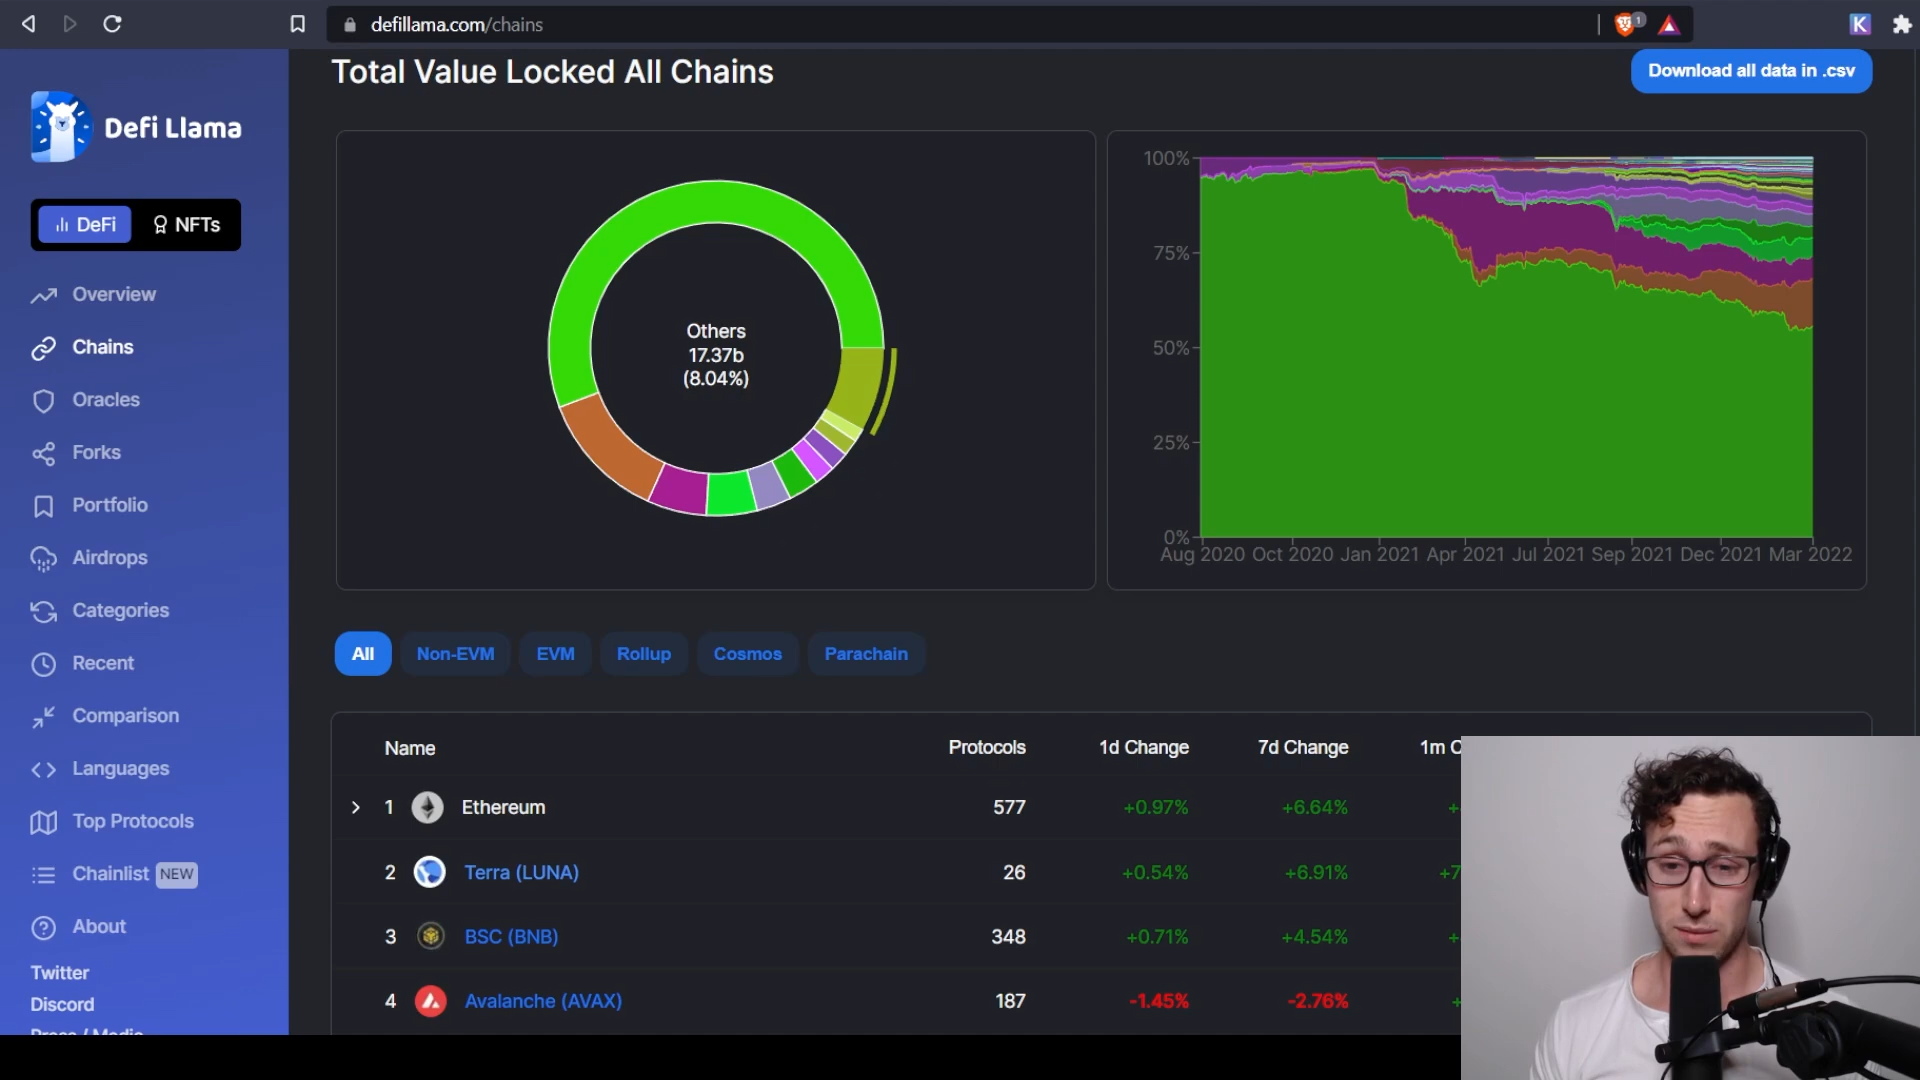 defillama.com/chains
1
K
Total Value Locked All Chains
Download all data in .csv
Defi Llama
DeFi
NFTs
Overview
Chains
Oracles
Forks
Portfolio
Airdrops
Categories
Recent
Comparison
Languages
Top Protocols
Chainlist NEW
About
Twitter
Discord
Press / Media
Others
17.37b
(8.04%)
100%
75%
50%
25%
0%
Aug 2020 Oct 2020 Jan 2021 Apr 2021 Jul 2021 Sep 2021 Dec 2021 Mar 2022
All Non-EVM EVM Rollup Cosmos Parachain
Name Protocols 1d Change 7d Change 1m C
1 Ethereum 577 +0.97% +6.64% +
2 Terra (LUNA) 26 +0.54% +6.91% +7
3 BSC (BNB) 348 +0.71% +4.54% +
4 Avalanche (AVAX) 187 -1.45% -2.76% +